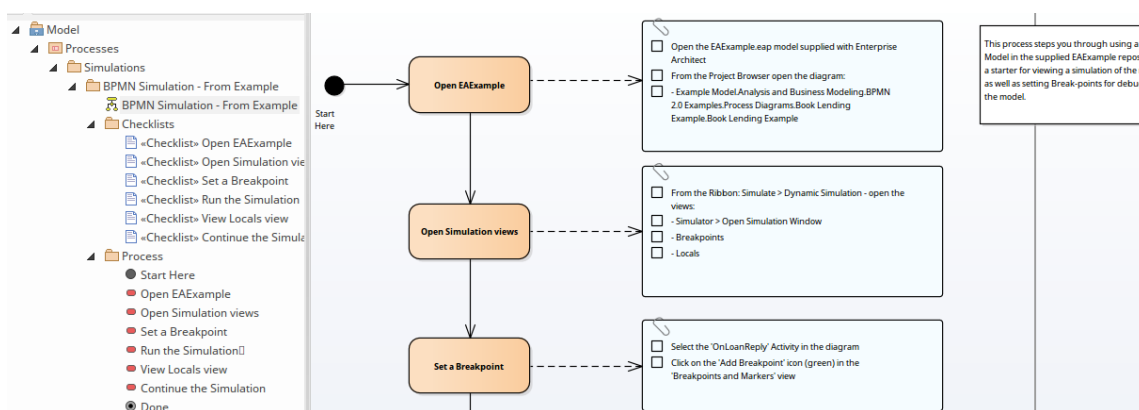 Model
Processes
Simulations
BPMN Simulation - From Example
BPMN Simulation - From Example
Checklists
«Checklist» Open EAExample
«Checklist» Open Simulation vie
«Checklist» Set a Breakpoint
«Checklist» Run the Simulation
«Checklist» View Locals view
«Checklist» Continue the Simula
Process
Start Here
Open EAExample
Open Simulation views
Set a Breakpoint
Run the Simulation
View Locals view
Continue the Simulation
Done
Start
Here
Open EAExample
Open the EAExample.eap model supplied with Enterprise
Architect
From the Project Browser open the diagram:
- Example Model.Analysis and Business Modeling.BPMN
2.0 Examples.Process Diagrams.Book Lending
Example.Book Lending Example
Open Simulation views
From the Ribbon: Simulate > Dynamic Simulation - open the
views:
- Simulator > Open Simulation Window
- Breakpoints
- Locals
Set a Breakpoint
Select the 'OnLoanReply' Activity in the diagram
Click on the 'Add Breakpoint' icon (green) in the
'Breakpoints and Markers' view
This process steps you through using a
Model in the supplied EAExample repos
a starter for viewing a simulation of the
as well as setting Break-points for debu
the model.